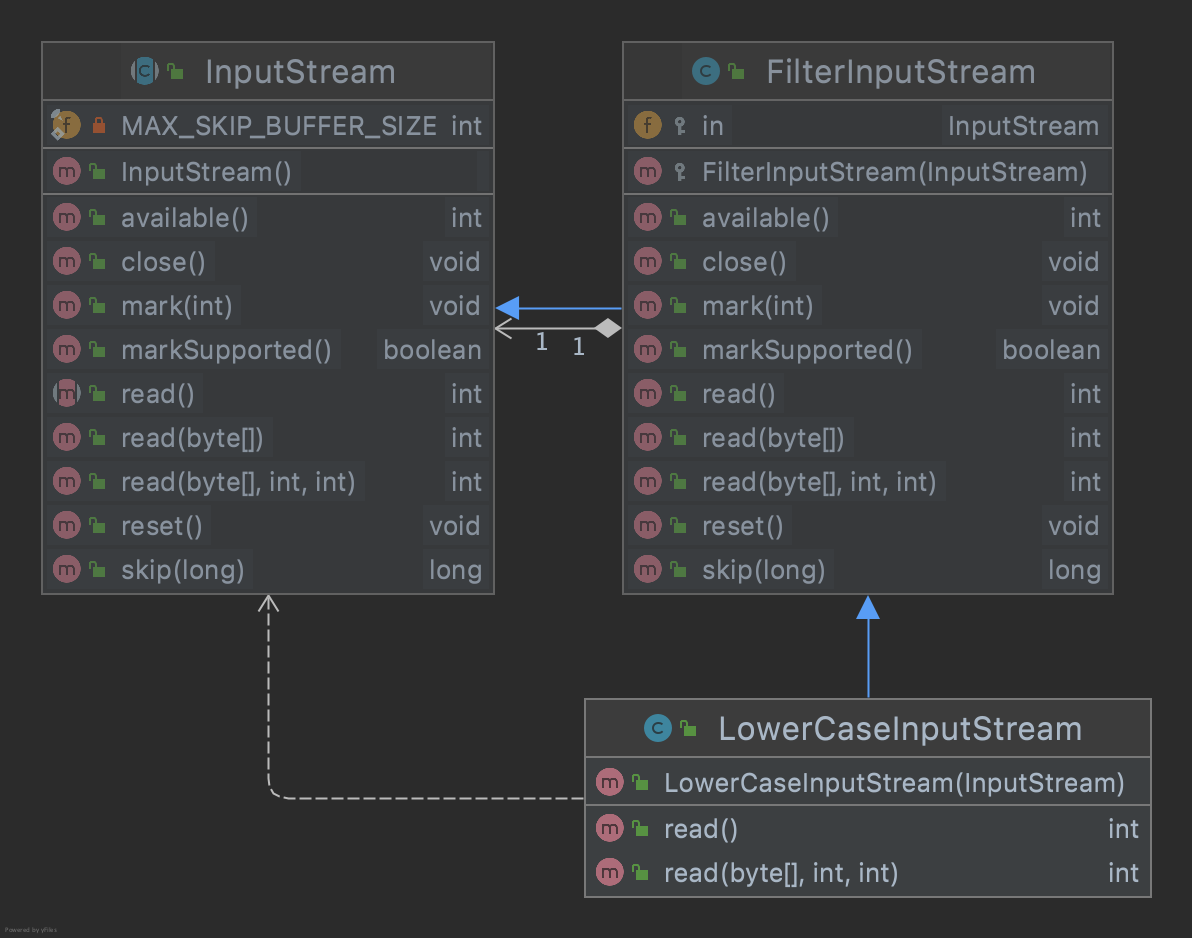 InputStream
MAX_SKIP_BUFFER_SIZE int
InputStream()
available() int
close() void
mark(int) void
markSupported() boolean
read() int
read(byte[]) int
read(byte[], int, int) int
reset() void
skip(long) long
1 1
FilterInputStream
in InputStream
FilterInputStream(InputStream)
available() int
close() void
mark(int) void
markSupported() boolean
read() int
read(byte[]) int
read(byte[], int, int) int
reset() void
skip(long) long
LowerCaseInputStream
LowerCaseInputStream(InputStream)
read() int
read(byte[], int, int) int
Powered by yFiles